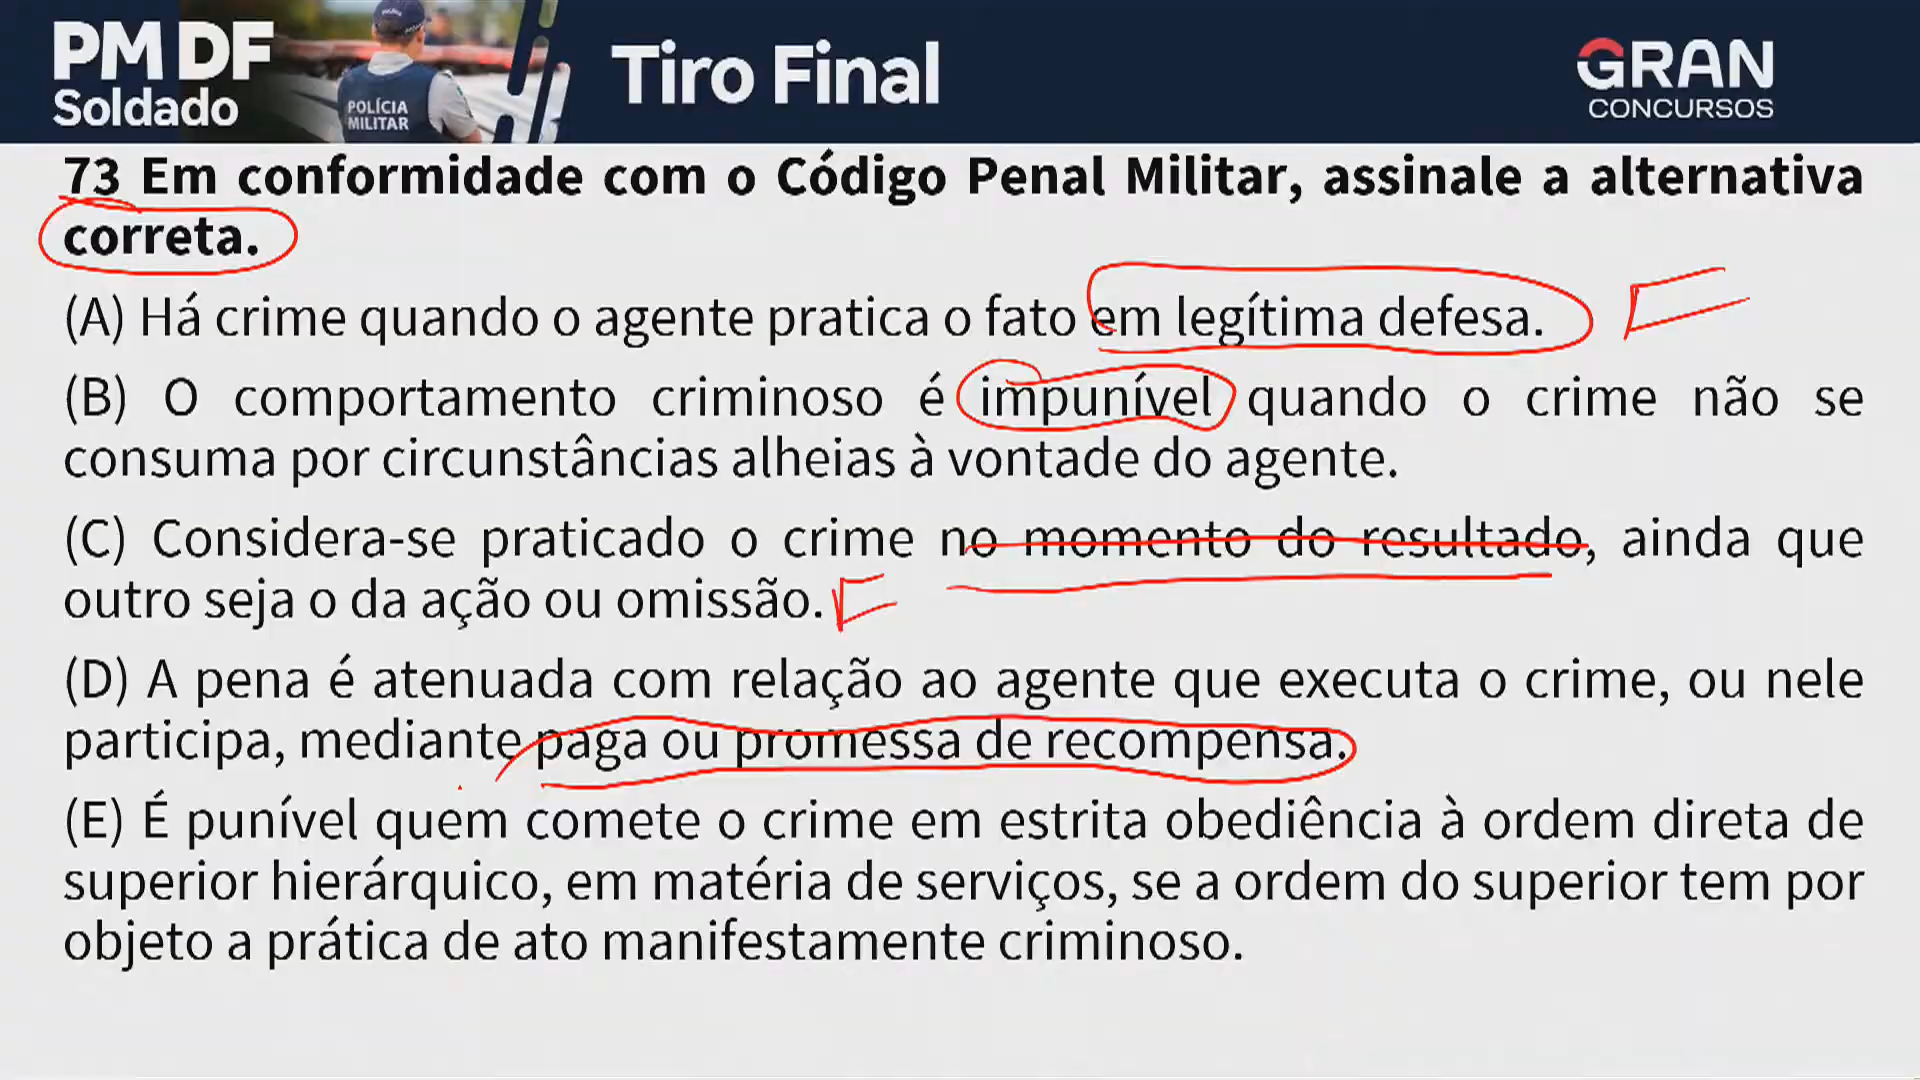 PM DF
Soldado
POLÍCIA
MILITAR
Tiro Final
GRAN
CONCURSOS
73 Em conformidade com o Código Penal Militar, assinale a alternativa
correta.
(A) Há crime quando o agente pratica o fato em legítima defesa.
(B) O comportamento criminoso é impunível quando o crime não se
consuma por circunstâncias alheias à vontade do agente.
(C) Considera-se praticado o crime no momento do resultado, ainda que
outro seja o da ação ou omissão.
(D) A pena é atenuada com relação ao agente que executa o crime, ou nele
participa, mediante paga ou promessa de recompensa.
(E) É punível quem comete o crime em estrita obediência à ordem direta de
superior hierárquico, em matéria de serviços, se a ordem do superior tem por
objeto a prática de ato manifestamente criminoso.